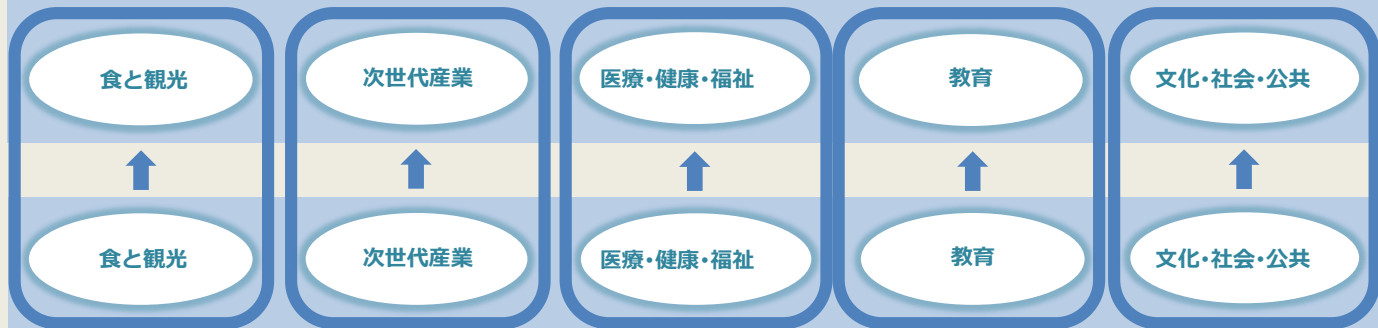 食と観光
次世代産業
医療・健康・福祉
教育
文化・社会・公共
食と観光
次世代産業
医療・健康・福祉
教育
文化・社会・公共